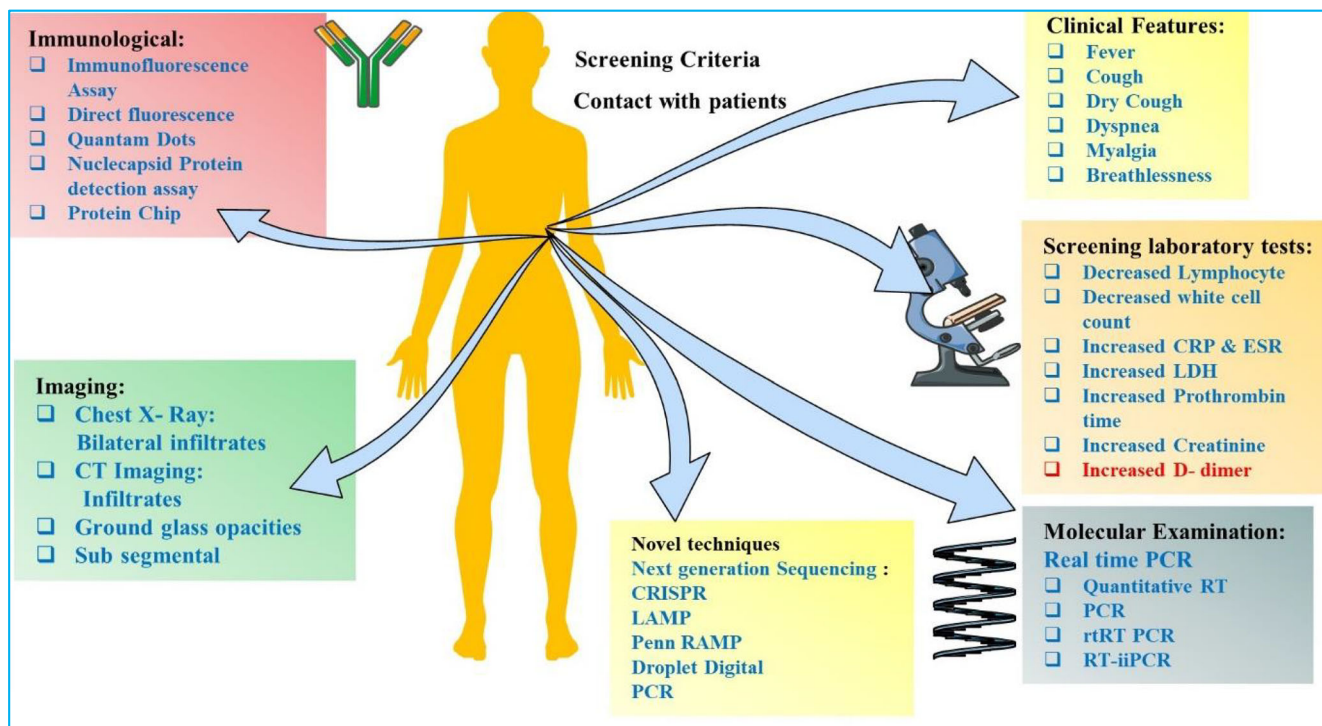 Immunological:
Immunofluorescence
Assay
Direct fluorescence
Quantam Dots
Nuclecapsid Protein
detection assay
Protein Chip
Screening Criteria
Contact with patients
Clinical Features:
Fever
Cough
Dry Cough
Dyspnea
Myalgia
Breathlessness
Screening laboratory tests:
Decreased Lymphocyte
Decreased white cell
count
Increased CRP & ESR
Increased LDH
Increased Prothrombin
time
Increased Creatinine
Increased D- dimer
Imaging:
Chest X- Ray:
Bilateral infiltrates
CT Imaging:
Infiltrates
Ground glass opacities
Sub segmental
Novel techniques
Next generation Sequencing :
CRISPR
LAMP
Penn RAMP
Droplet Digital
PCR
Molecular Examination:
Real time PCR
Quantitative RT
PCR
rtRT PCR
RT-iiPCR